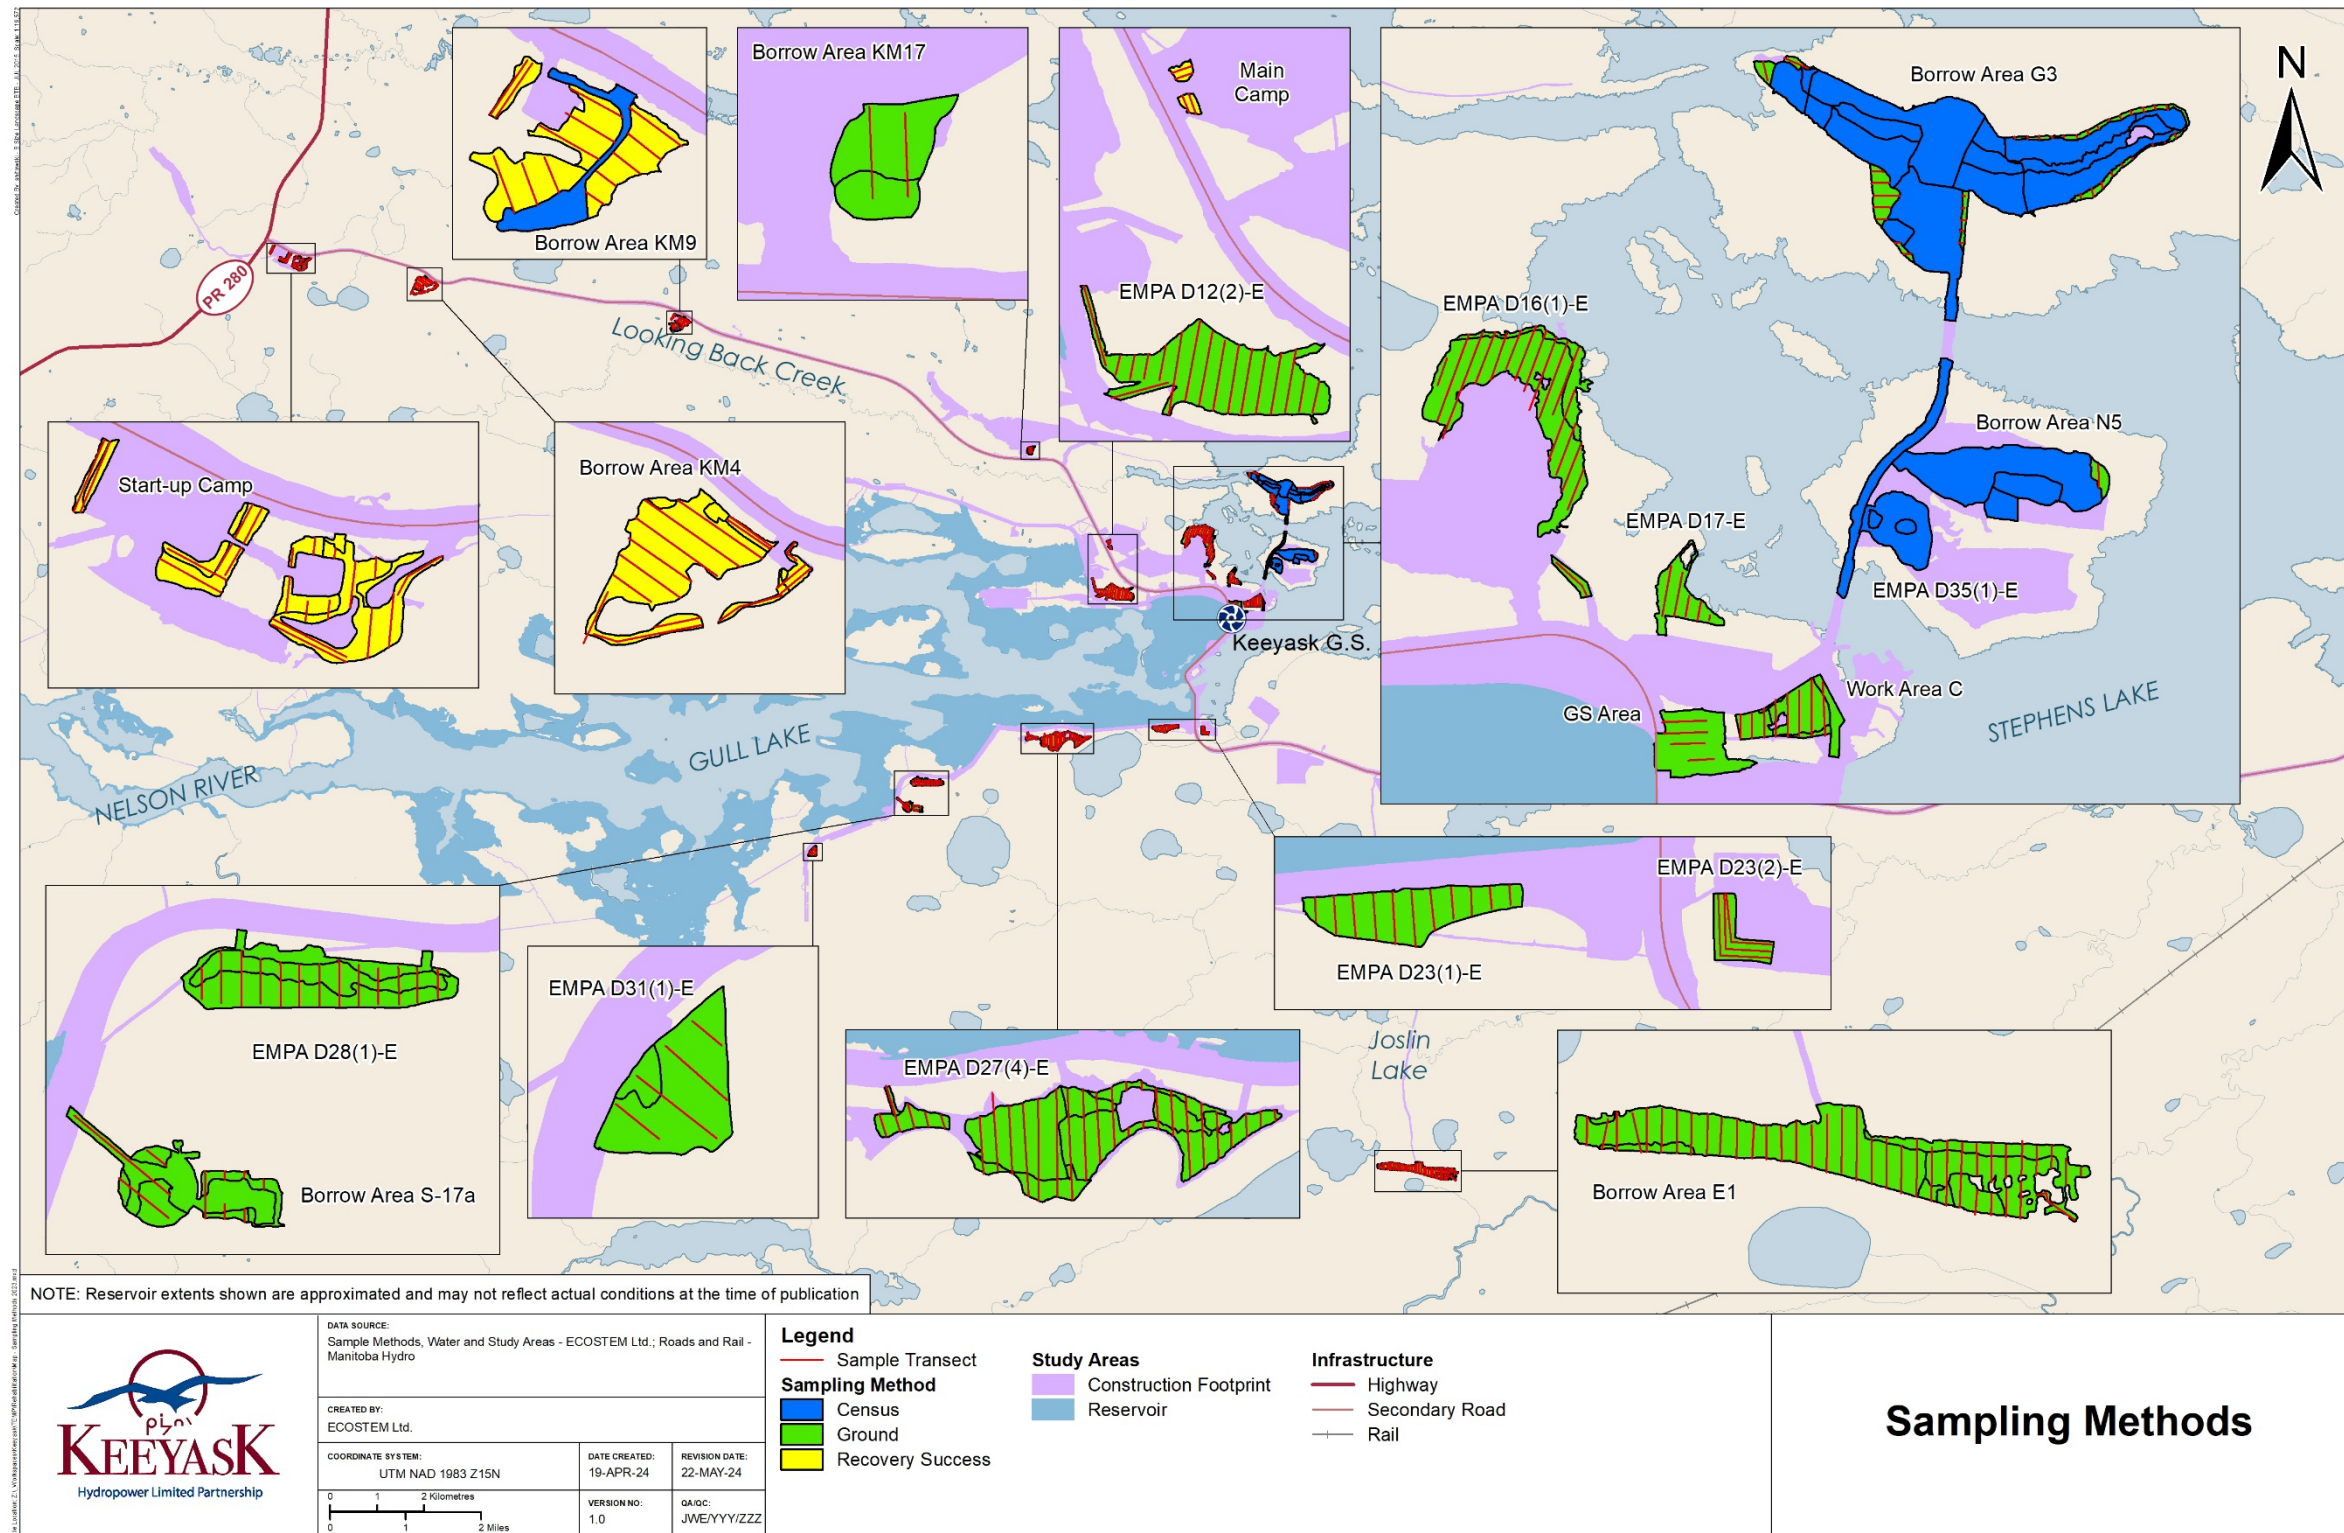 Borrow Area KM17
Main
Camp
Borrow Area G3
N
Borrow Area KM9
PR 280
EMPA D12(2)-E
EMPA D16(1)-E
Looking Back Creek
Borrow Area N5
Start-up Camp
Borrow Area KM4
EMPA D17-E
EMPA D35(1)-E
Keeyask G.S.
Work Area C
GS Area
STEPHENS LAKE
GULL LAKE
NELSON RIVER
EMPA D23(2)-E
EMPA D23(1)-E
EMPA D31(1)-E
EMPA D28(1)-E
EMPA D27(4)-E
Joslin
Lake
Borrow Area S-17a
Borrow Area E1
NOTE: Reservoir extents shown are approximated and may not reflect actual conditions at the time of publication
KEEYASK
Hydropower Limited Partnership
DATA SOURCE:
Sample Methods, Water and Study Areas - ECOSTEM Ltd.; Roads and Rail -
Manitoba Hydro
CREATED BY:
ECOSTEM Ltd.
COORDINATE SYSTEM:
UTM NAD 1983 Z15N
DATE CREATED:
19-APR-24
REVISION DATE:
22-MAY-24
0 1 2 Kilometres
0 1 2 Miles
VERSION NO:
1.0
QA/QC:
JWE/YYY/ZZZ
Legend
Sample Transect
Sampling Method
Census
Ground
Recovery Success
Study Areas
Construction Footprint
Reservoir
Infrastructure
Highway
Secondary Road
Rail
Sampling Methods